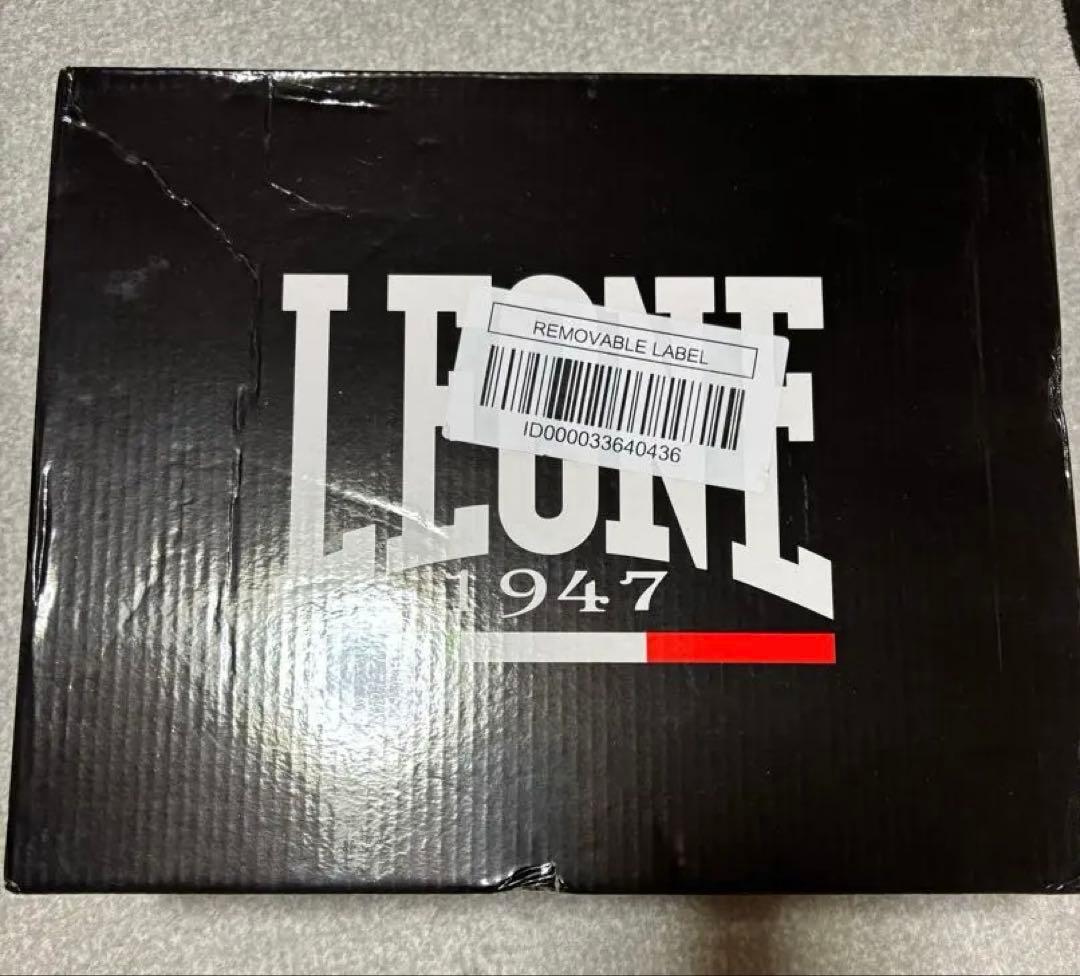 LEONE
REMOVABLE LABEL
ID000033640436
1947